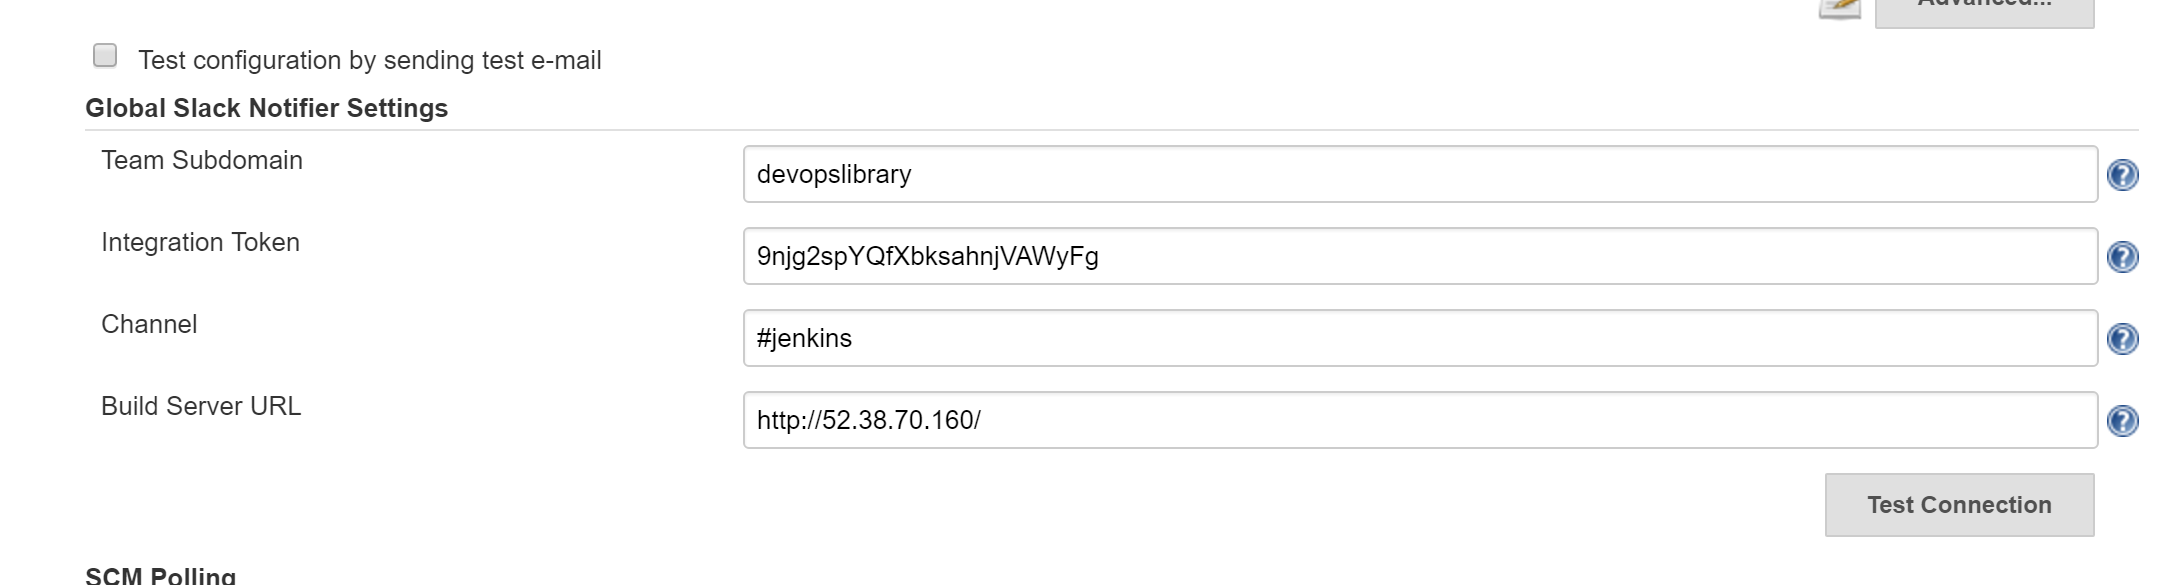 Advanced...
Test configuration by sending test e-mail
Global Slack Notifier Settings
Team Subdomain
devopslibrary
Integration Token
9njg2spYQfXbksahnjVAWyFg
Channel
#jenkins
Build Server URL
http://52.38.70.160/
Test Connection
SCM Polling